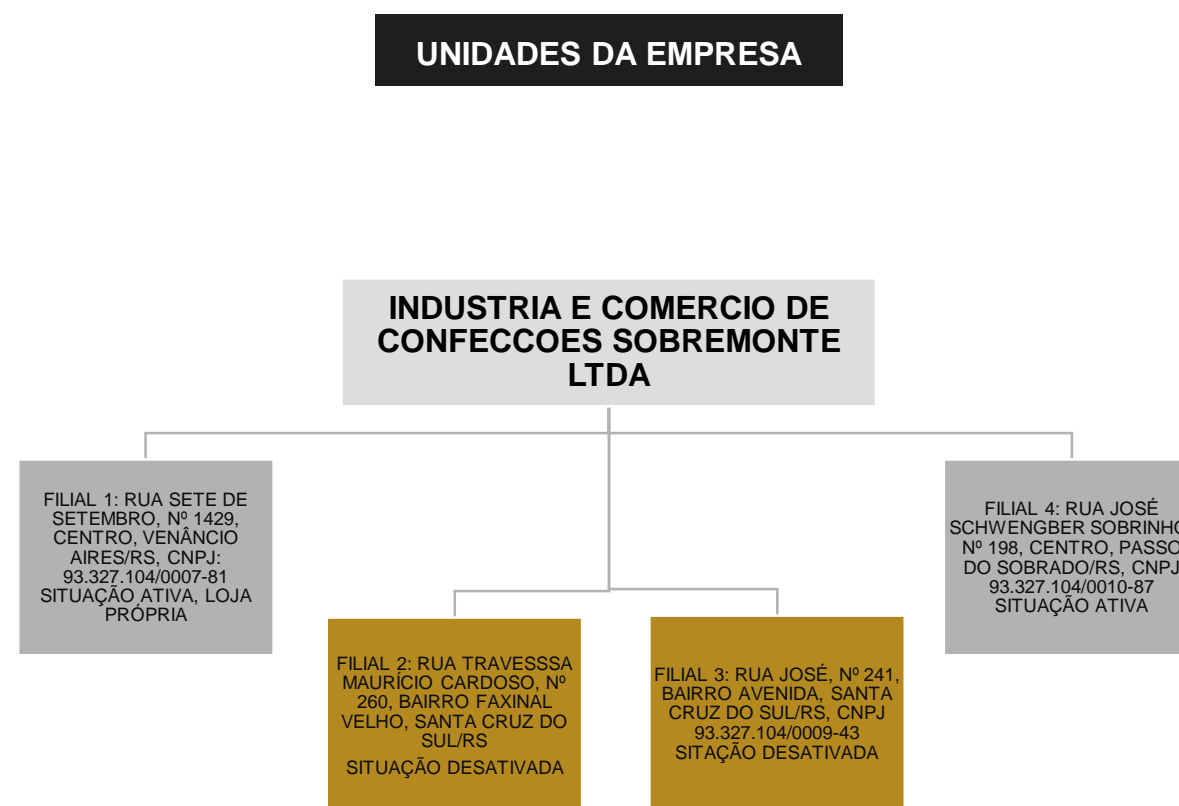 UNIDADES DA EMPRESA
INDUSTRIA E COMERCIO DE
CONFECCOES SOBREMONTE
LTDA
FILIAL 1: RUA SETE DE
SETEMBRO, Nº 1429,
CENTRO, VENÂNCIO
AIRES/RS, CNPJ:
93.327.104/0007-81
SITUAÇÃO ATIVA, LOJA
PRÓPRIA
FILIAL 2: RUA TRAVESSSA
MAURÍCIO CARDOSO, Nº
260, BAIRRO FAXINAL
VELHO, SANTA CRUZ DO
SUL/RS
SITUAÇÃO DESATIVADA
FILIAL 3: RUA JOSÉ, Nº 241,
BAIRRO AVENIDA, SANTA
CRUZ DO SUL/RS, CNPJ
93.327.104/0009-43
SITAÇÃO DESATIVADA
FILIAL 4: RUA JOSÉ
SCHWENGBER SOBRINHO
Nº 198, CENTRO, PASSO
DO SOBRADO/RS, CNPJ
93.327.104/0010-87
SITUAÇÃO ATIVA